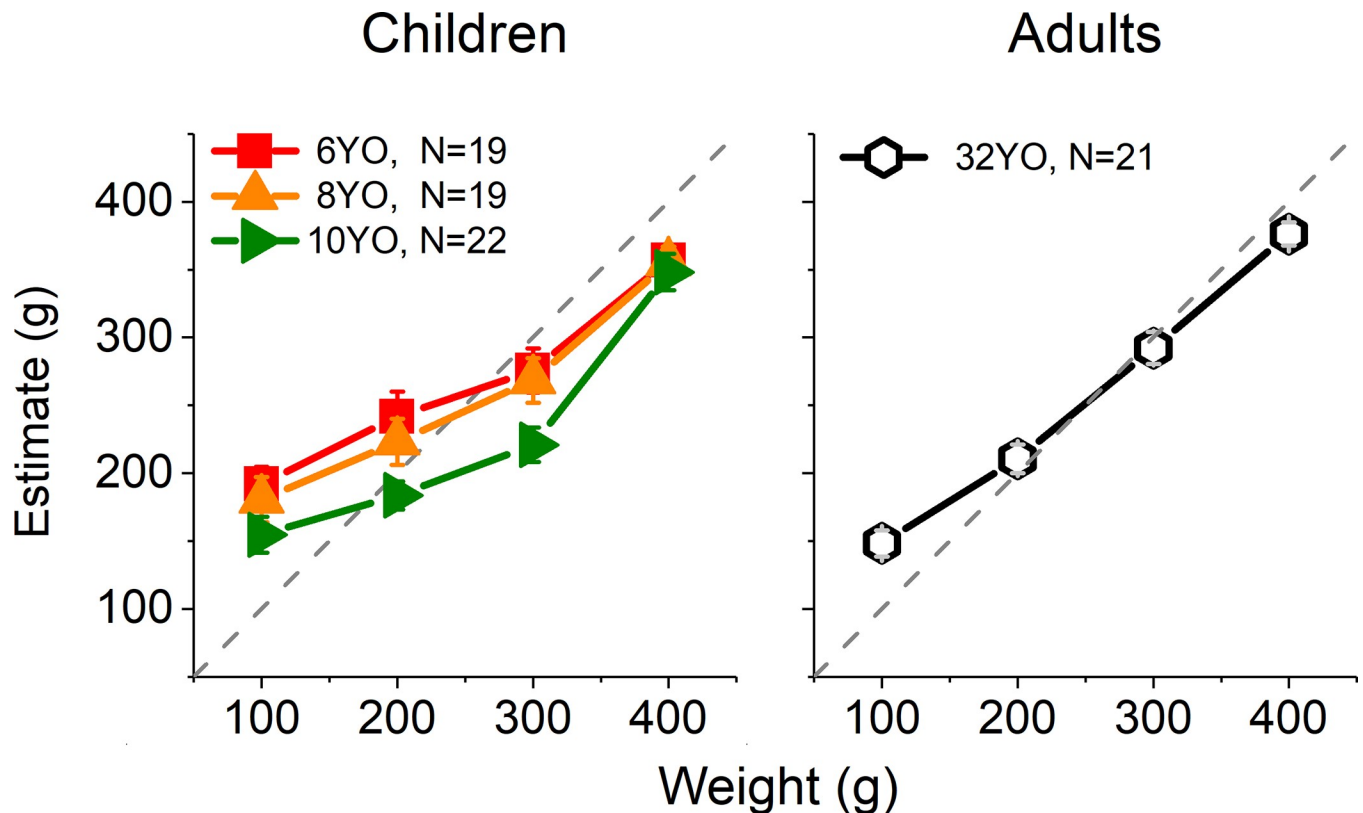 Children
Adults
6YO, N=19
8YO, N=19
10YO, N=22
32YO, N=21
Estimate (g)
400
300
200
100
100 200 300 400
100 200 300 400
Weight (g)